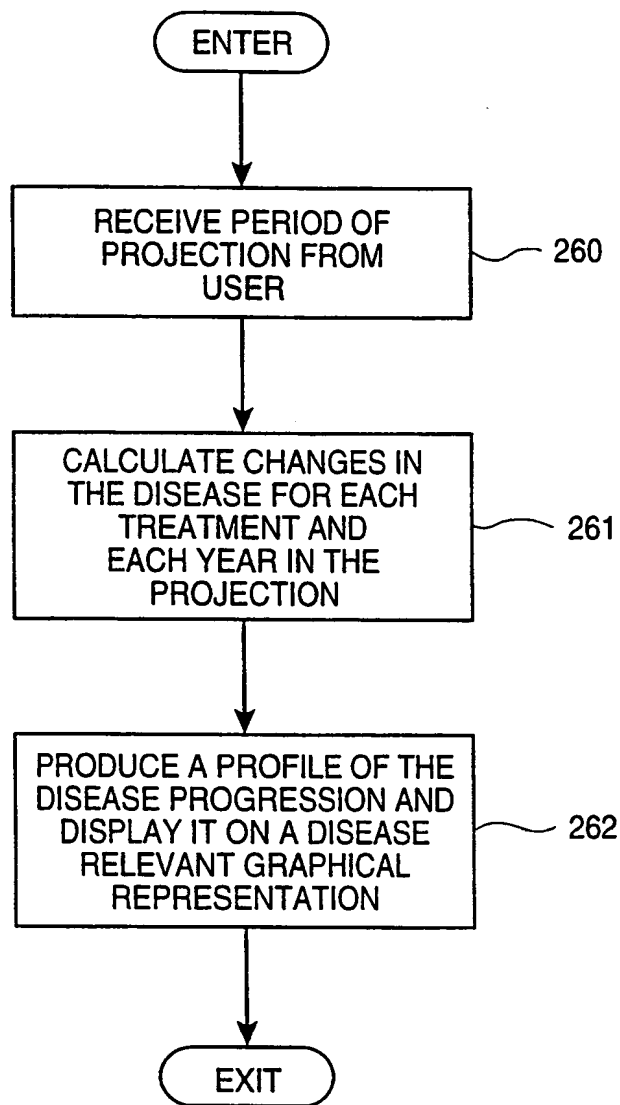 ENTER
RECEIVE PERIOD OF
PROJECTION FROM
USER
260
CALCULATE CHANGES IN
THE DISEASE FOR EACH
TREATMENT AND
EACH YEAR IN THE
PROJECTION
261
PRODUCE A PROFILE OF THE
DISEASE PROGRESSION AND
DISPLAY IT ON A DISEASE
RELEVANT GRAPHICAL
REPRESENTATION
262
EXIT